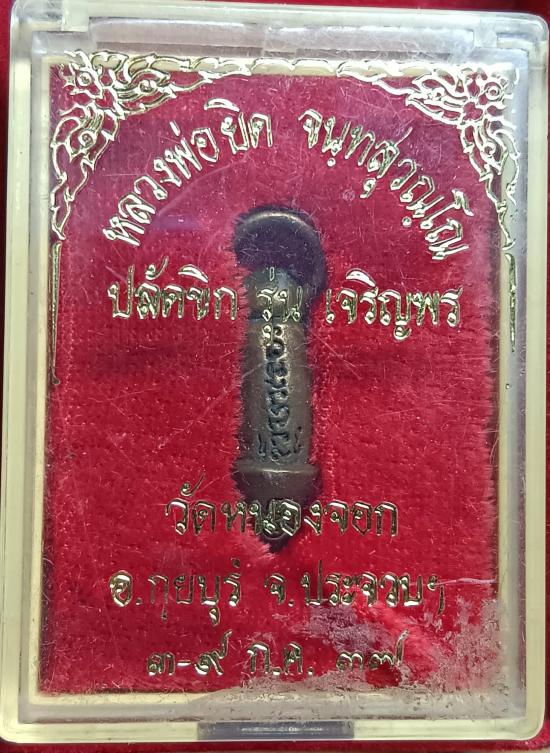 หลวงพ่อยิด จนฺทสุวณฺโณ
ปลัดขิก รุ่น เจริญพร
วัดหนองจอก
อ.กุยบุรี จ.ประจวบฯ
๓-๙ ก.ค. ๓๗